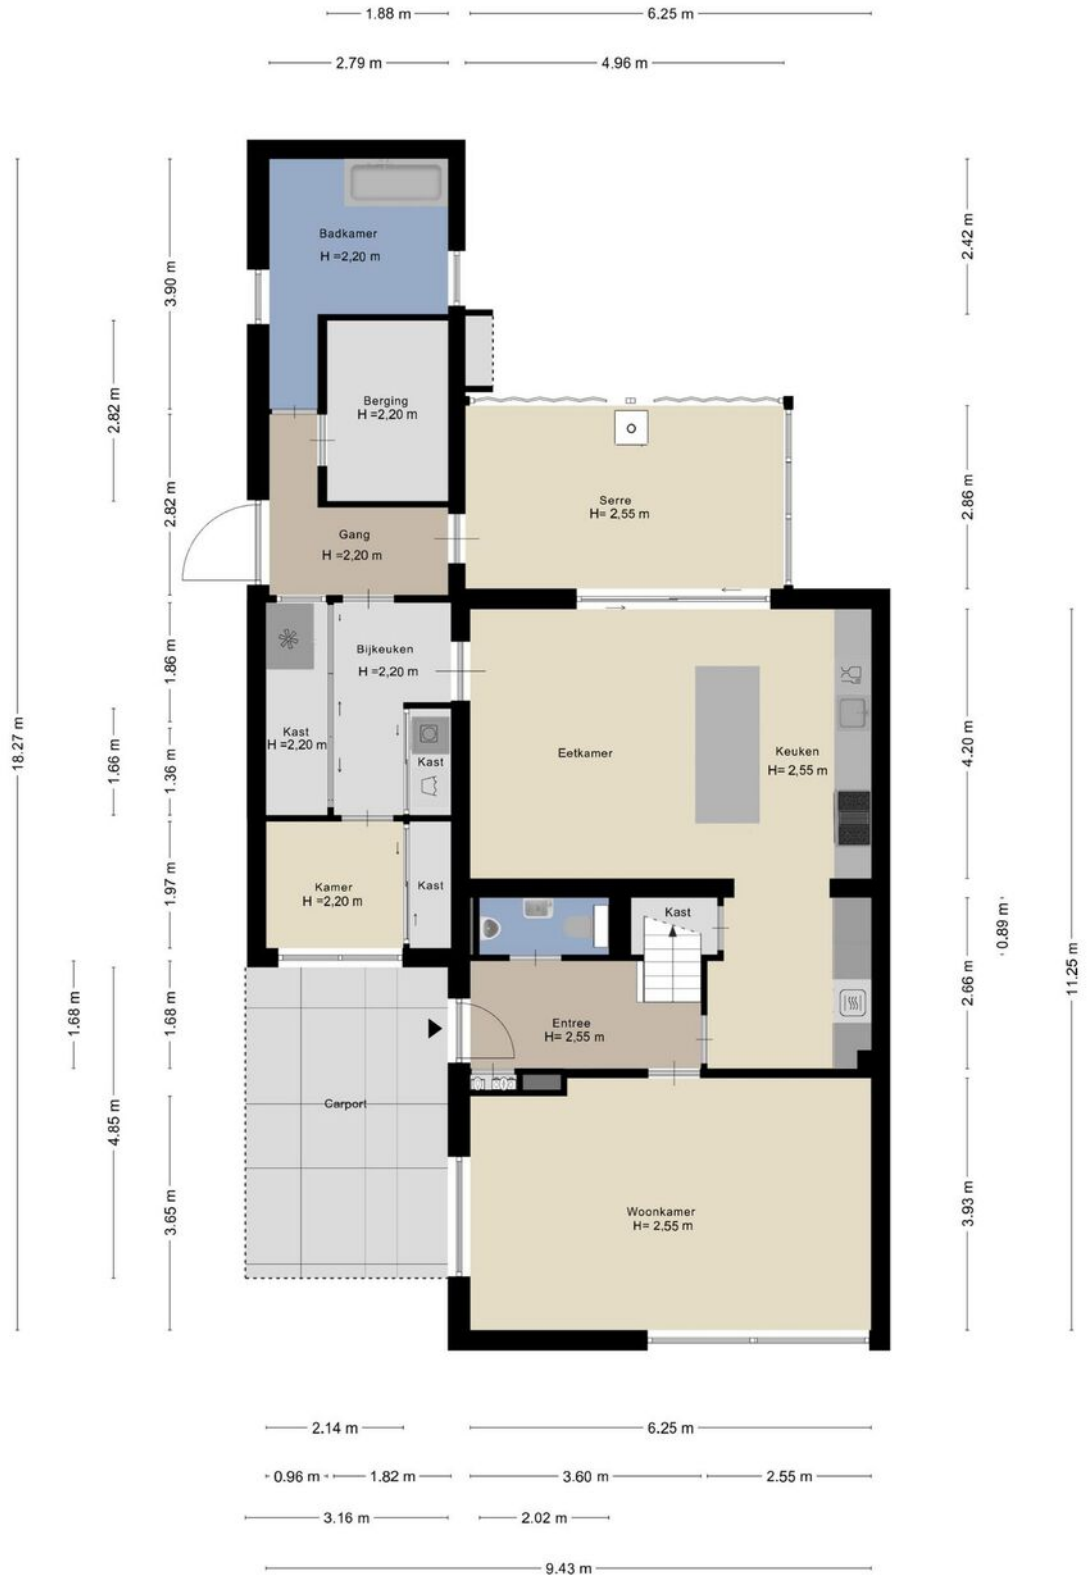 1.88 m
6.25 m
2.79 m
4.96 m
Badkamer
H =2,20 m
2.42 m
3.90 m
2.82 m
Berging
H =2,20 m
Serre
H= 2,55 m
2.86 m
2.82 m
Gang
H =2,20 m
Bijkeuken
H =2,20 m
1.86 m
Kast
H =2,20 m
Kast
Eetkamer
Keuken
H= 2,55 m
4.20 m
18.27 m
1.66 m
1.36 m
Kamer
H =2,20 m
Kast
1.97 m
Kast
0.89 m
11.25 m
2.66 m
1.68 m
1.68 m
Entree
H= 2,55 m
Carport
4.85 m
3.65 m
Woonkamer
H= 2.55 m
3.93 m
2.14 m
6.25 m
0.96 m
1.82 m
3.60 m
2.55 m
3.16 m
2.02 m
9.43 m